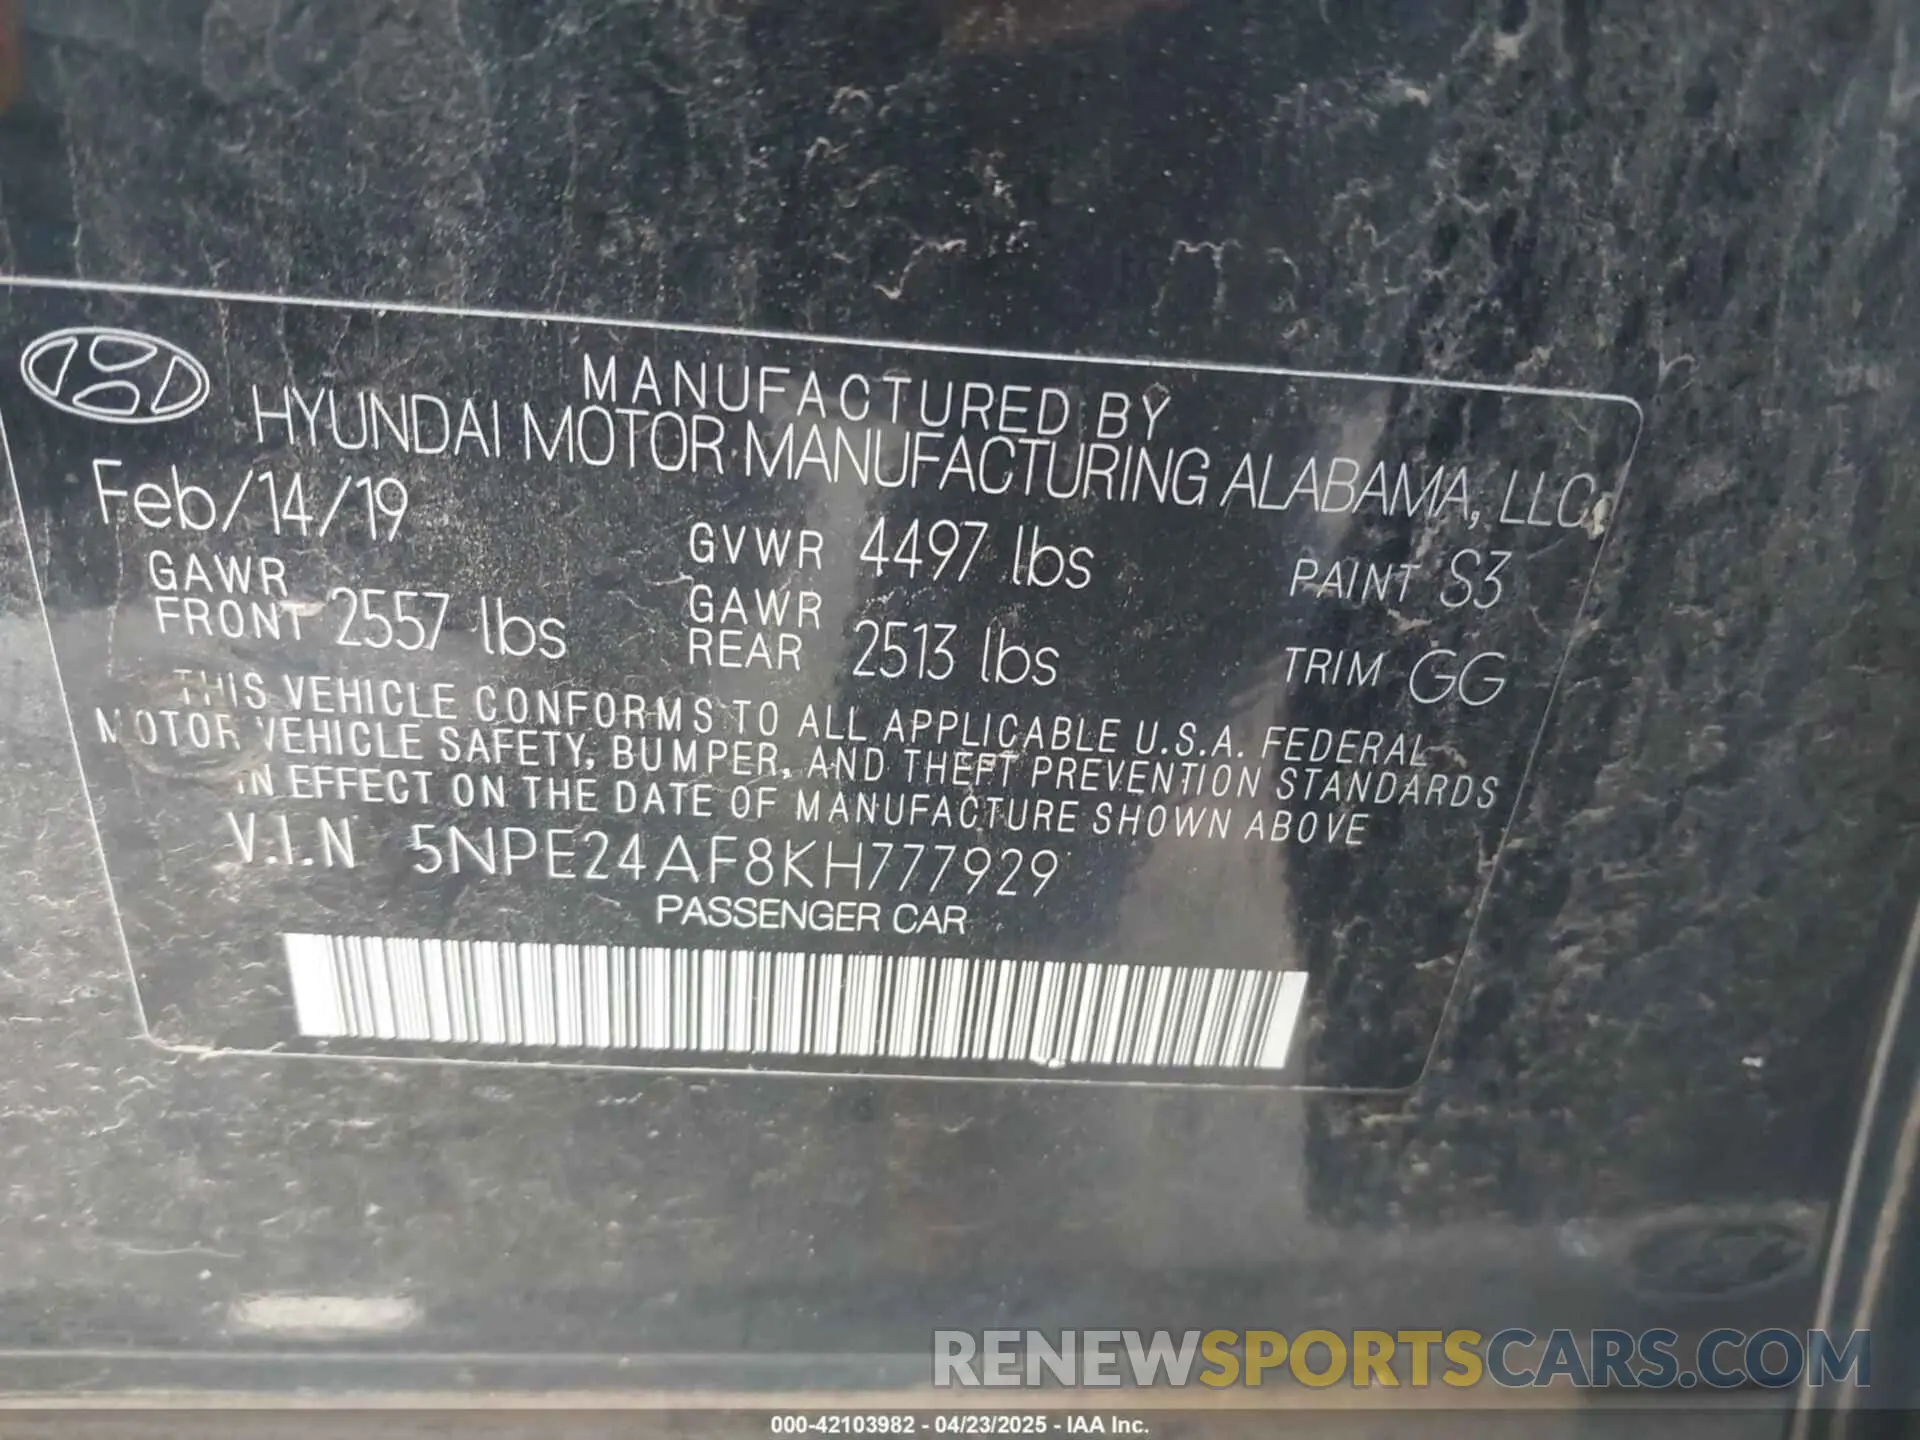 MANUFACTURED BY
HYUNDAI MOTOR MANUFACTURING ALABAMA, LLC
Feb/14/19
GVWR 4497 lbs
PAINT S3
GAWR
FRONT 2557 lbs
GAWR
REAR 2513 lbs
TRIM GG
THIS VEHICLE CONFORMS TO ALL APPLICABLE U.S.A. FEDERAL
MOTOR VEHICLE SAFETY, BUMPER, AND THEFT PREVENTION STANDARDS
IN EFFECT ON THE DATE OF MANUFACTURE SHOWN ABOVE
V.I.N 5NPE24AF8KH777929
PASSENGER CAR
RENEWSPORTSCARS.COM
000-42103982 - 04/23/2025 - IAA Inc.